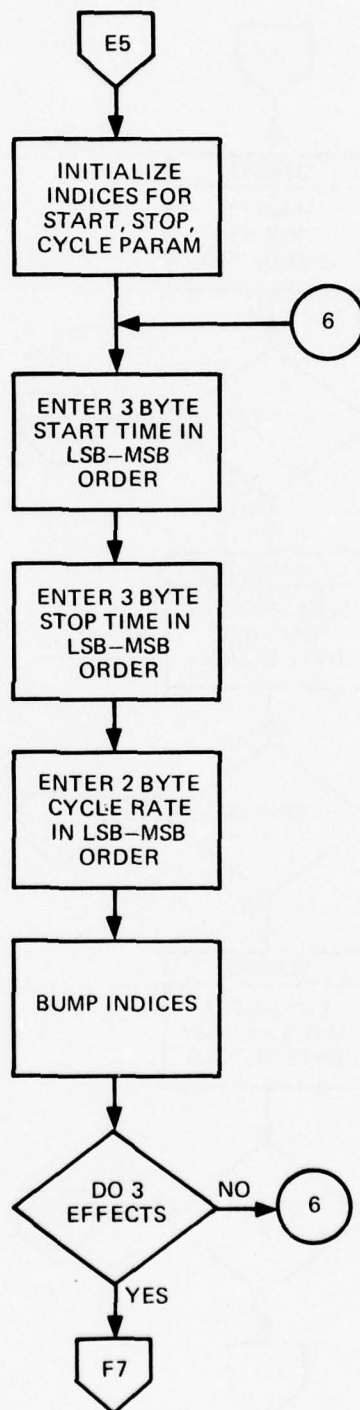 E5
INITIALIZE
INDICES FOR
START, STOP,
CYCLE PARAM
6
ENTER 3 BYTE
START TIME IN
LSB–MSB
ORDER
ENTER 3 BYTE
STOP TIME IN
LSB–MSB
ORDER
ENTER 2 BYTE
CYCLE RATE
IN LSB–MSB
ORDER
BUMP INDICES
DO 3
EFFECTS
NO
6
YES
F7